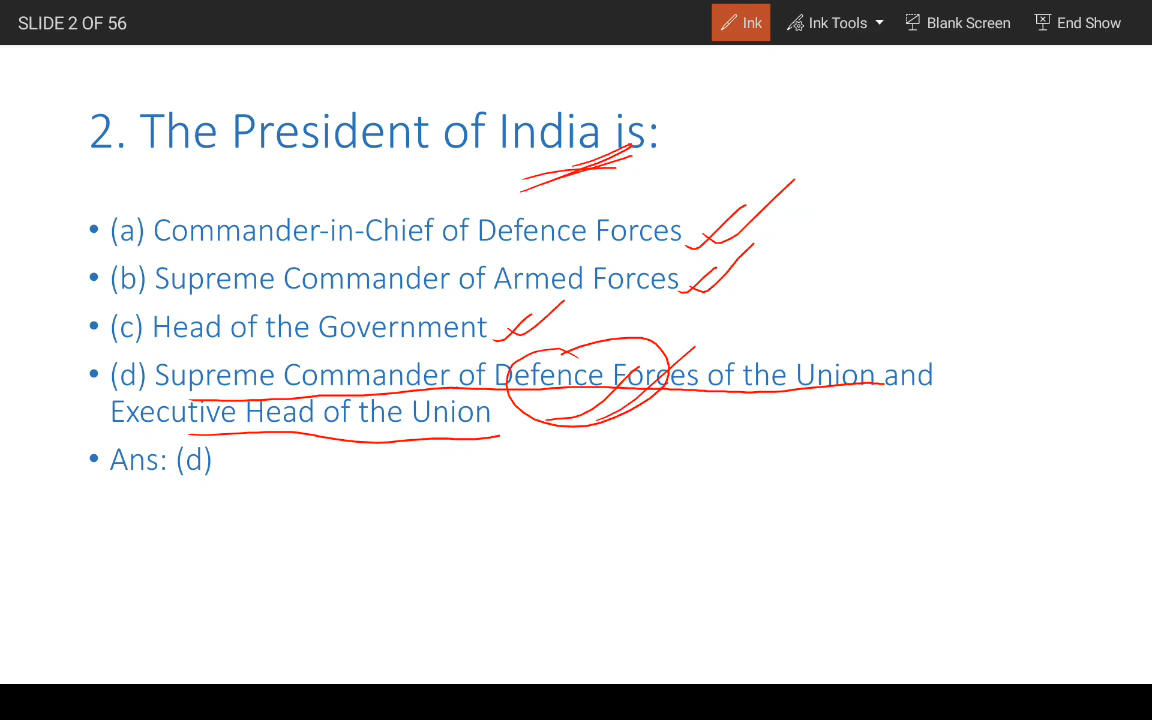 SLIDE 2 OF 56
Ink
Ink Tools
Blank Screen
End Show
2. The President of India is:
• (a) Commander-in-Chief of Defence Forces
• (b) Supreme Commander of Armed Forces
• (c) Head of the Government
• (d) Supreme Commander of Defence Forces of the Union and
Executive Head of the Union
• Ans: (d)